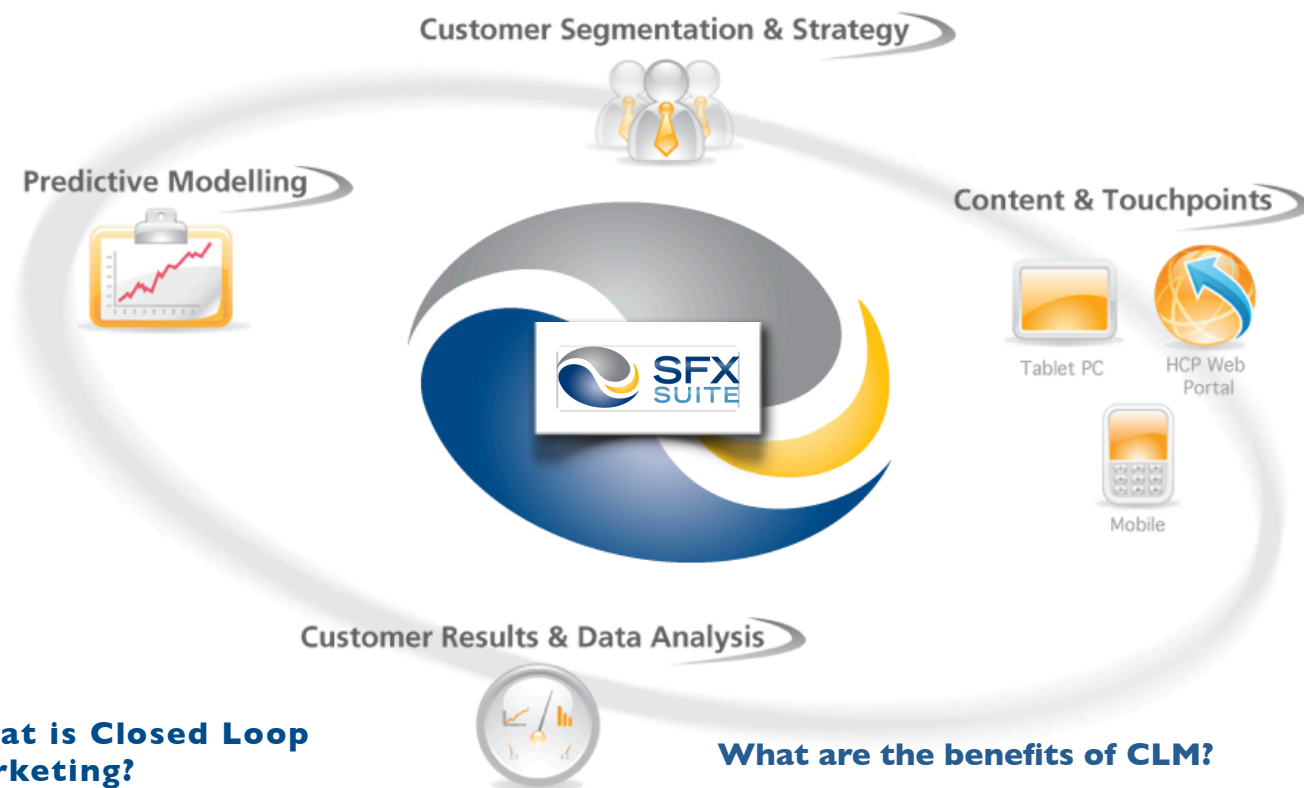 Customer Segmentation & Strategy
Predictive Modelling
Content & Touchpoints
SFX
SUITE
Tablet PC
HCP Web
Portal
Mobile
Customer Results & Data Analysis
at is Closed Loop
rketing?
What are the benefits of CLM?